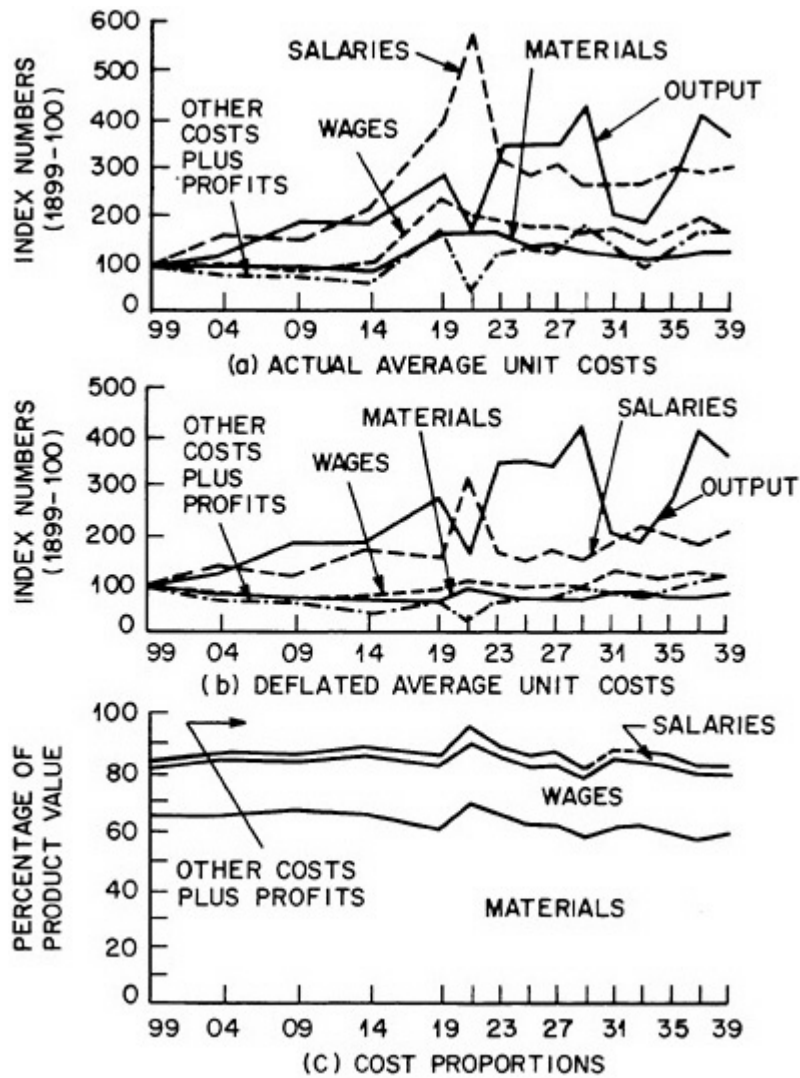 600
500
400
300
200
100
0
INDEX NUMBERS
(1899-100)
SALARIES
MATERIALS
OTHER
COSTS
PLUS
PROFITS
WAGES
OUTPUT
99 04 09 14 19 23 27 31 35 39
(a) ACTUAL AVERAGE UNIT COSTS
500
400
300
200
100
0
INDEX NUMBERS
(1899-100)
OTHER
COSTS
PLUS
PROFITS
MATERIALS
WAGES
SALARIES
OUTPUT
99 04 09 14 19 23 27 31 35 39
(b) DEFLATED AVERAGE UNIT COSTS
100
80
60
40
20
0
PERCENTAGE OF
PRODUCT VALUE
SALARIES
WAGES
OTHER COSTS
PLUS PROFITS
MATERIALS
99 04 09 14 19 23 27 31 35 39
(C) COST PROPORTIONS